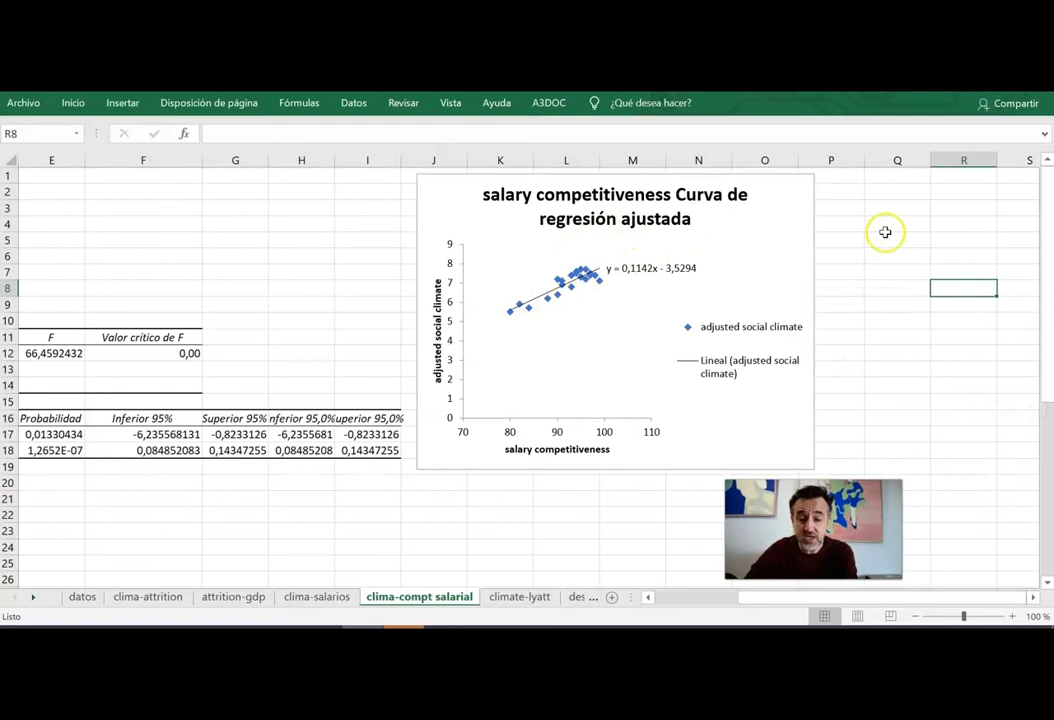 Archivo Inicio Insertar Disposición de página Fórmulas Datos Revisar Vista Ayuda A3DOC ¿Qué desea hacer? Compartir
R8 fx
E F G H I J K L M N O P Q R S
1
2
3
4
5
6
7
8
9
10
11 F Valor crítico de F
12 66,4592432 0,00
13
14
15
16 Probabilidad Inferior 95% Superior 95% nferior 95,0% uperior 95,0%
17 0,01330434 -6,235568131 -0,8233126 -6,2355681 -0,8233126
18 1,2652E-07 0,084852083 0,14347255 0,08485208 0,14347255
19
20
21
22
23
24
25
26
salary competitiveness Curva de
regresión ajustada
9
8
7
6
5
4
3
2
1
0
70 80 90 100 110
adjusted social climate
salary competitiveness
y = 0,1142x - 3,5294
adjusted social climate
Lineal (adjusted social
climate)
datos clima-attrition attrition-gdp clima-salarios clima-compt salarial climate-lyatt des ...
Listo 100 %